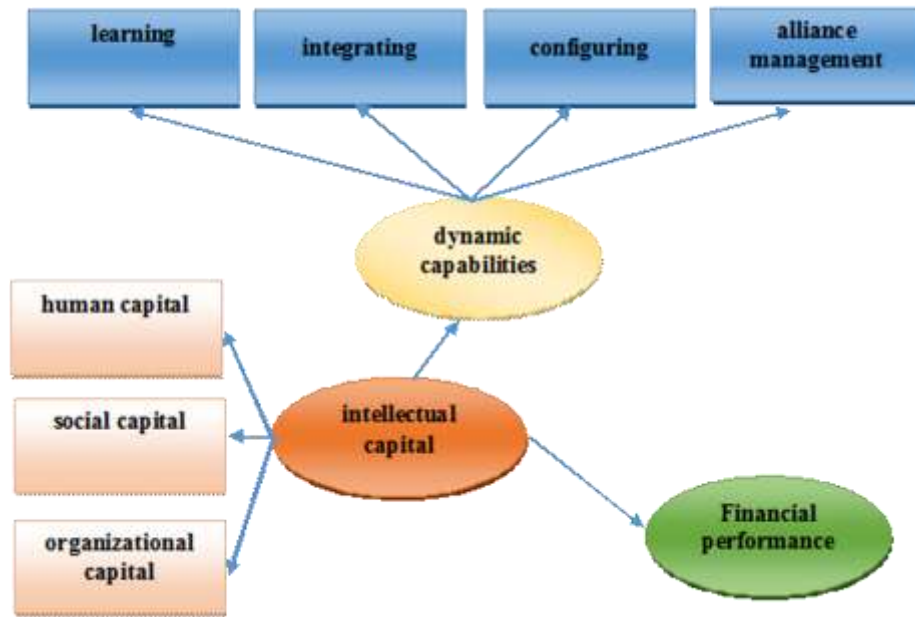 learning
integrating
configuring
alliance
management
dynamic
capabilities
human capital
social capital
organizational
capital
intellectual
capital
Financial
performance